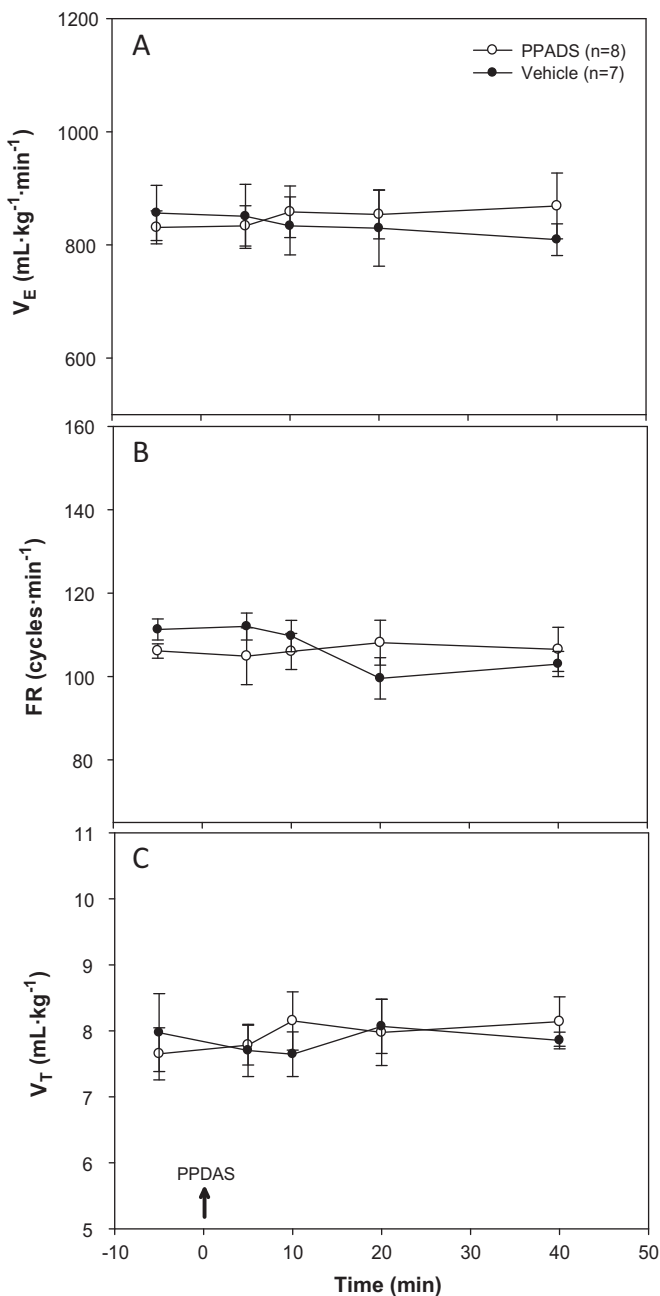 A
PPADS (n=8)
Vehicle (n=7)
1200
1000
800
600
V_E (mL·kg⁻¹·min⁻¹)
B
160
140
120
100
80
FR (cycles·min⁻¹)
C
11
10
9
8
7
6
5
V_T (mL·kg⁻¹)
PPDAS
-10 0 10 20 30 40 50
Time (min)